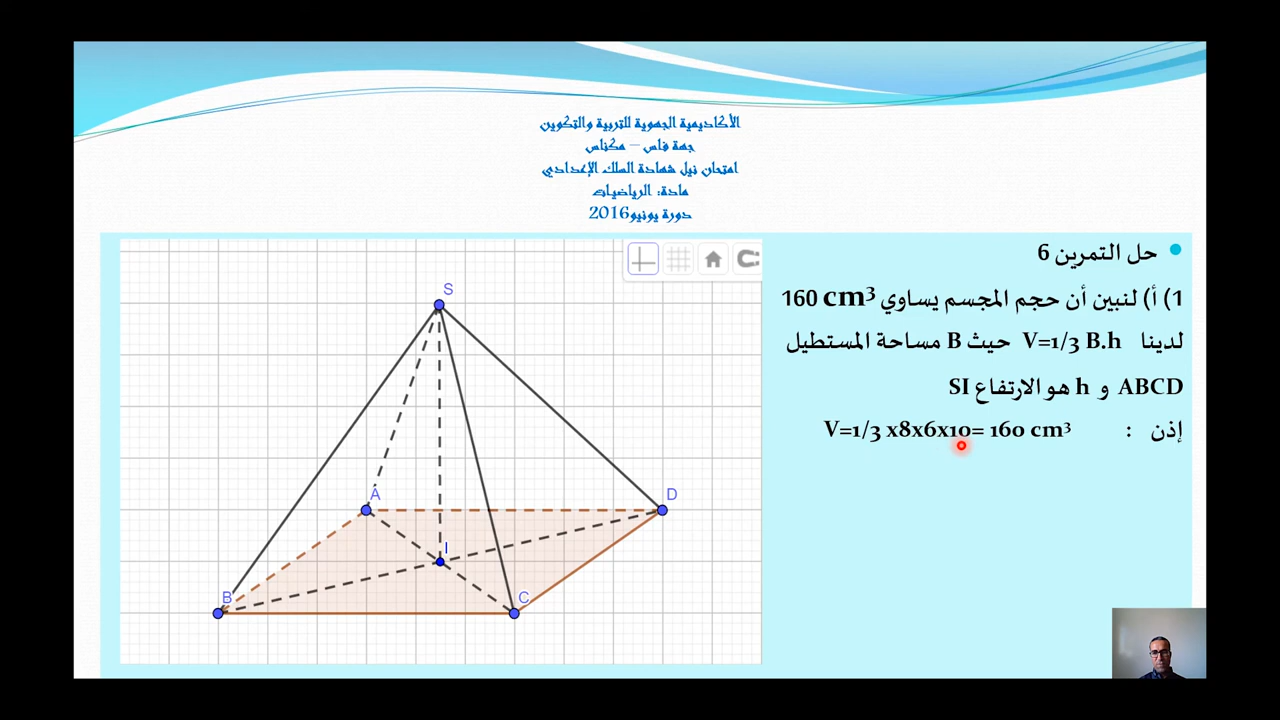 الأكاديمية الجهوية للتربية والتكوين
جهة فاس – مكناس
امتحان نيل شهادة السلك الإعدادي
مادة: الرياضيات
دورة يونيو2016
حل التمرين 6
1) أ) لنبين أن حجم المجسم يساوي 160 cm³
لدينا V=1/3 B.h حيث B مساحة المستطيل
ABCD و h هو الارتفاع SI
إذن : V=1/3 x8x6x10= 160 cm³
S
A
D
I
B
C